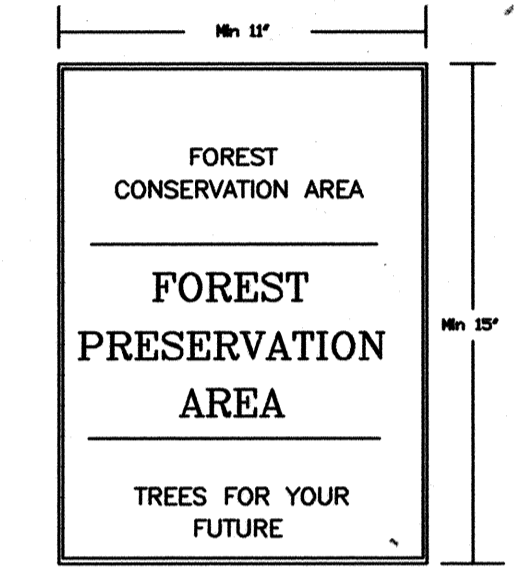 Min 11"
FOREST
CONSERVATION AREA
FOREST
PRESERVATION
AREA
Min 15"
TREES FOR YOUR
FUTURE